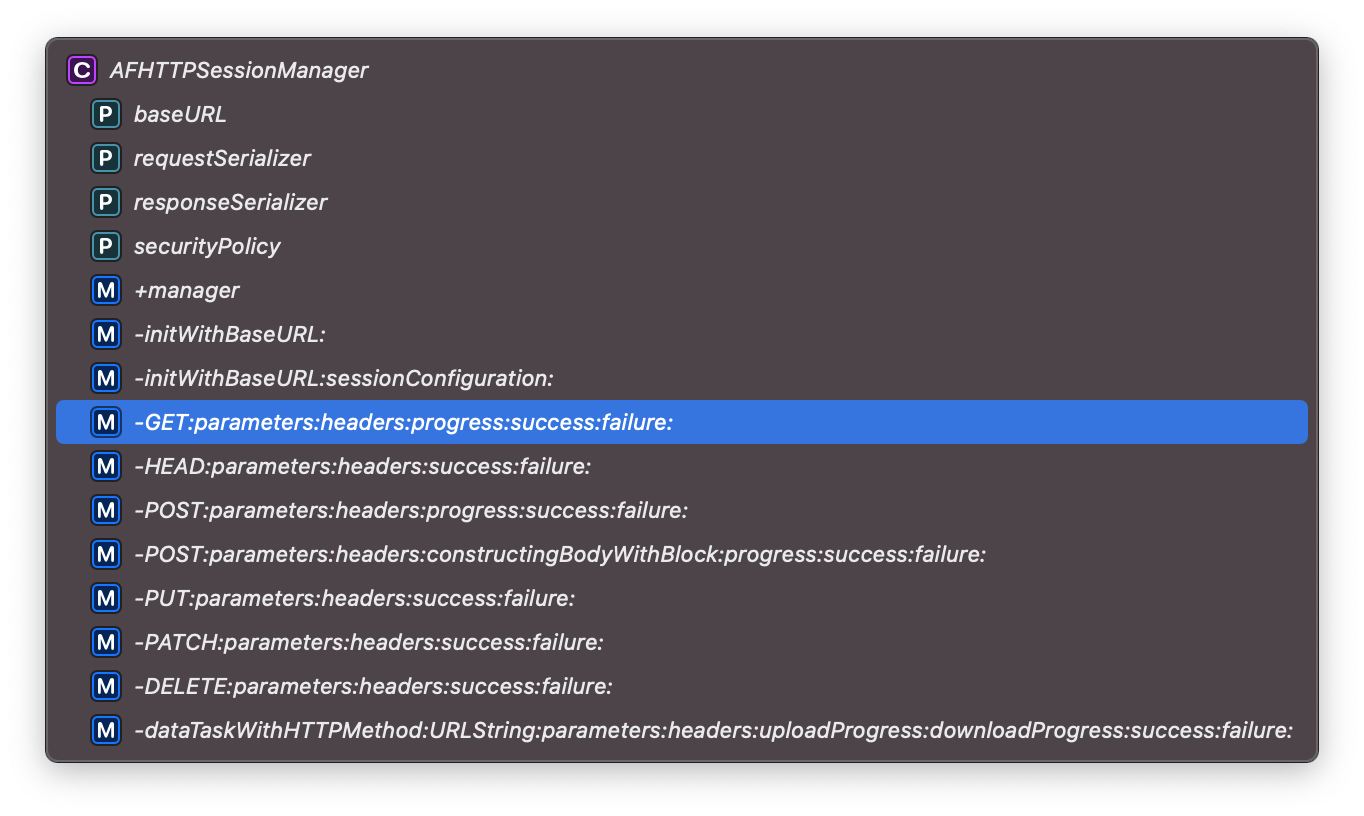 C AFHTTPSessionManager
P baseURL
P requestSerializer
P responseSerializer
P securityPolicy
M +manager
M -initWithBaseURL:
M -initWithBaseURL:sessionConfiguration:
M -GET:parameters:headers:progress:success:failure:
M -HEAD:parameters:headers:success:failure:
M -POST:parameters:headers:progress:success:failure:
M -POST:parameters:headers:constructingBodyWithBlock:progress:success:failure:
M -PUT:parameters:headers:success:failure:
M -PATCH:parameters:headers:success:failure:
M -DELETE:parameters:headers:success:failure:
M -dataTaskWithHTTPMethod:URLString:parameters:headers:uploadProgress:downloadProgress:success:failure: